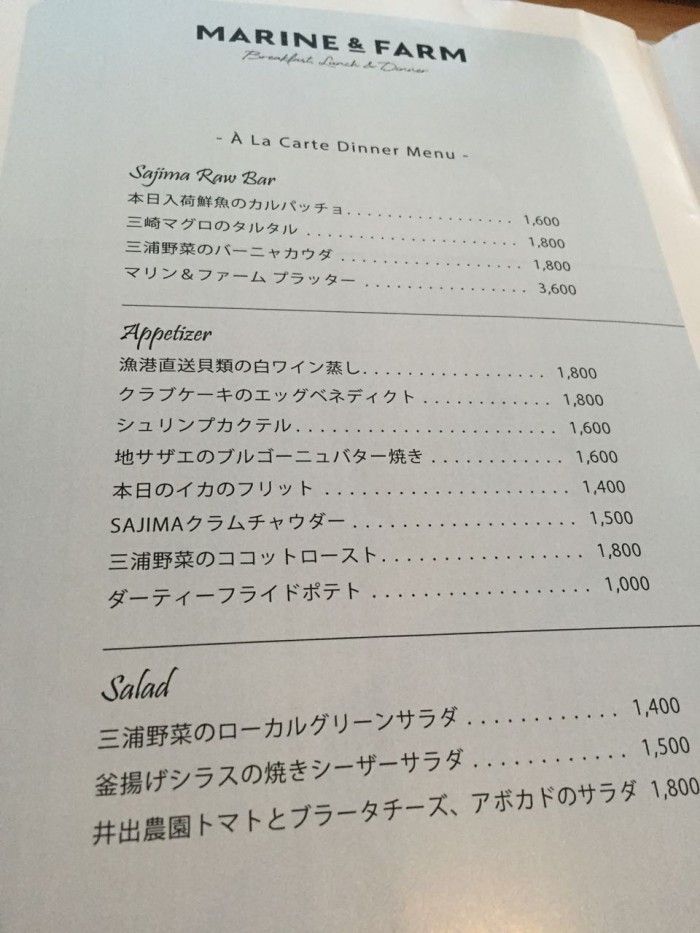 MARINE & FARM
Breakfast, Lunch & Dinner
- À La Carte Dinner Menu -
Sajima Raw Bar
本日入荷鮮魚のカルパッチョ................ 1,600
三崎マグロのタルタル ..................... 1,800
三浦野菜のバーニャカウダ .................. 1,800
マリン＆ファーム プラッター ................ 3,600
Appetizer
漁港直送貝類の白ワイン蒸し................. 1,800
クラブケーキのエッグベネディクト ............ 1,800
シュリンプカクテル........................ 1,600
地サザエのブルゴーニュバター焼き ............ 1,600
本日のイカのフリット ...................... 1,400
SAJIMAクラムチャウダー .................... 1,500
三浦野菜のココットロースト.................. 1,800
ダーティーフライドポテト ................... 1,000
Salad
三浦野菜のローカルグリーンサラダ ............ 1,400
釜揚げシラスの焼きシーザーサラダ ............ 1,500
井出農園トマトとブラータチーズ、アボカドのサラダ 1,800